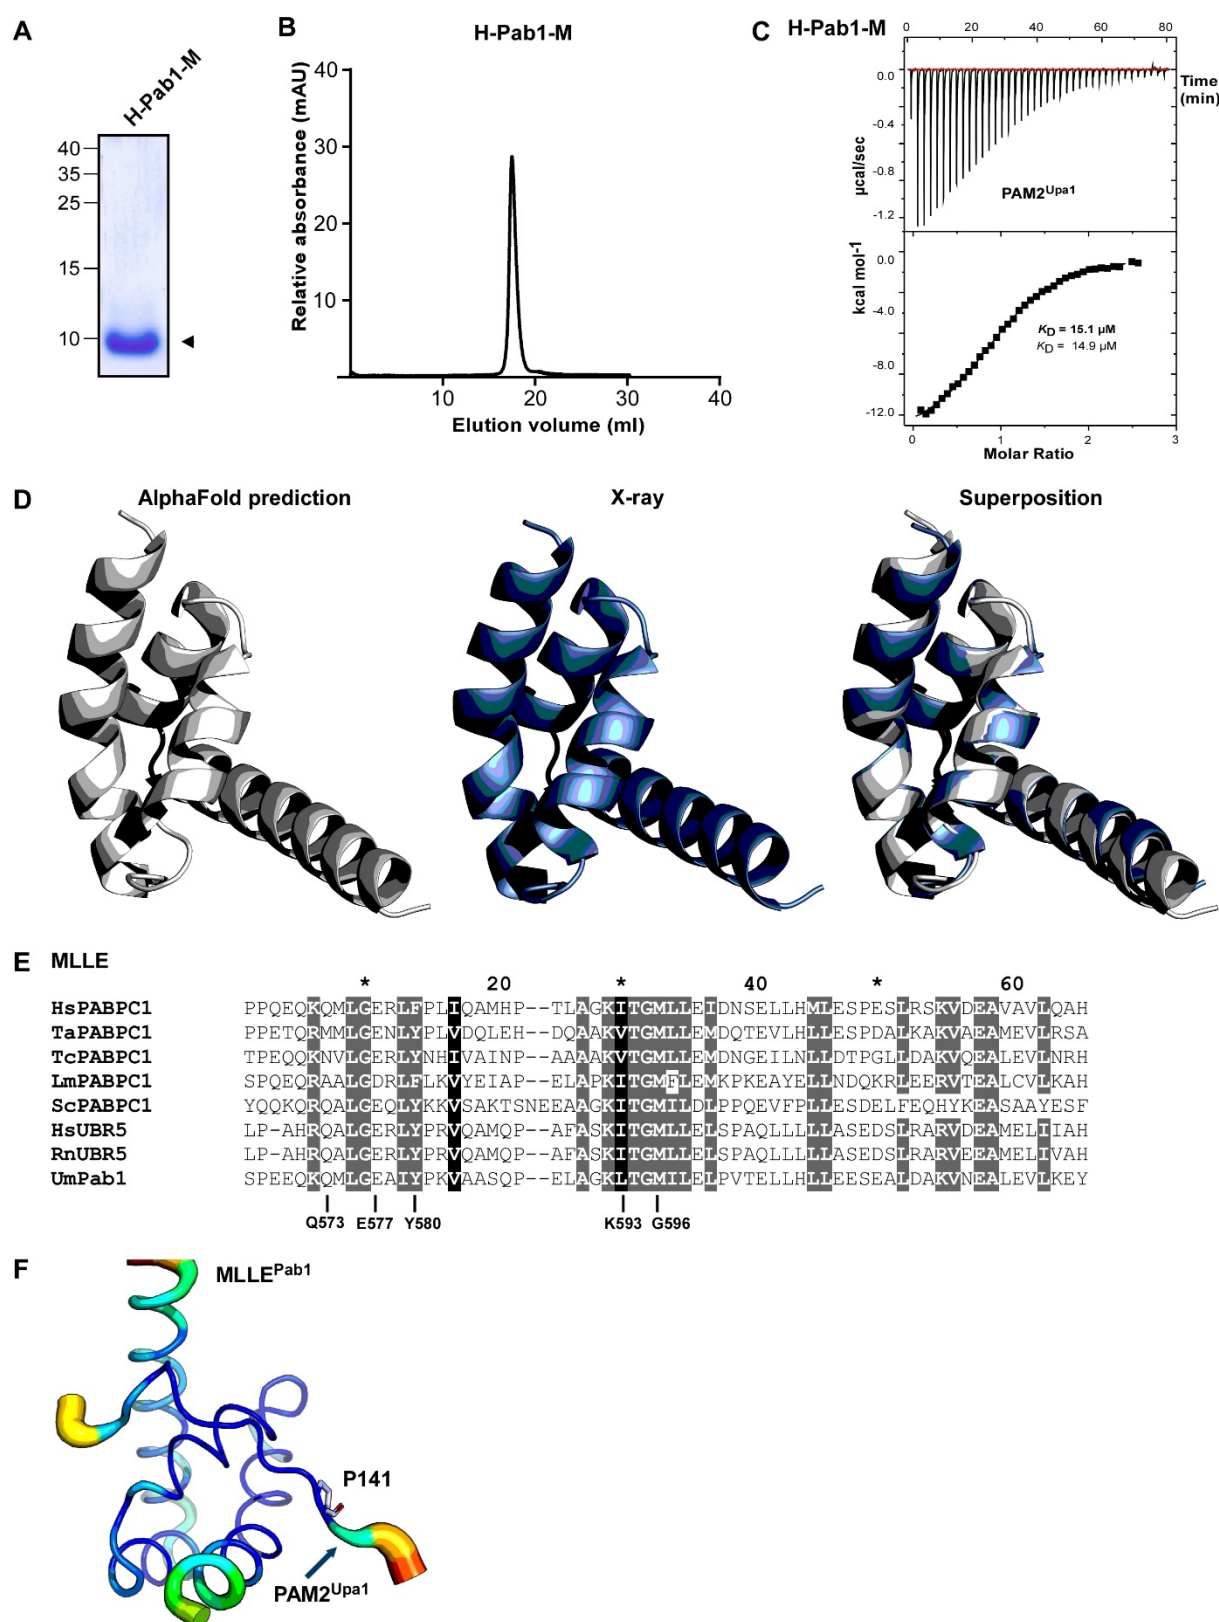 A
H-Pab1-M
40
35
25
15
10
B
H-Pab1-M
Relative absorbance (mAU)
40
30
20
10
10 20 30 40
Elution volume (ml)
C
H-Pab1-M
0 20 40 60 80
Time (min)
0.0
-0.4
-0.8
-1.2
µcal/sec
PAM2Upa1
0.0
-4.0
-8.0
-12.0
kcal mol-1
KD = 15.1 µM
KD = 14.9 µM
0 1 2 3
Molar Ratio
D
AlphaFold prediction
X-ray
Superposition
E
MLLE
* 20 * 40 * 60
HsPABPC1 PPQEQKQMLGERLFPLIQAMHP--TLAGKITGMLLEIDNSELLHMLESPESLRSKVDEAVAVLQAH
TaPABPC1 PPETQRMMLGENLYPLVDQLEH--DQAAKVTGMLLEMDQTEVLHLLESPDALKAKVAEAMEVLRSA
TcPABPC1 TPEQQKNVLGERLYNHIVAINP--AAAAKVTGMLLEMDNGEILNLLDTPGLLDAKVQEALEVLNRH
LmPABPC1 SPQEQRAALGDRLFLKVYEIAP--ELAPKITGMFLEMKPKEAYELLNDQKRLEERVTEALCVLKAH
ScPABPC1 YQQKQRQALGEQLYKKVSAKTSNEEAAGKITGMILDLPPQEVFPLLESDELFEQHYKEASAAYESF
HsUBR5 LP-AHRQALGERLYPRVQAMQP--AFASKITGMLLELSPAQLLLLLASEDSLRARVDEAMELIIAH
RnUBR5 LP-AHRQALGERLYPRVQAMQP--AFASKITGMLLELSPAQLLLLLASEDSLRARVEEAMELIVAH
UmPab1 SPEEQKQMLGEAIYPKVAASQP--ELAGKLTGMILELPVTELLHLLEESEALDAKVNEALEVLKEY
Q573 E577 Y580 K593 G596
F
MLLEPab1
P141
PAM2Upa1